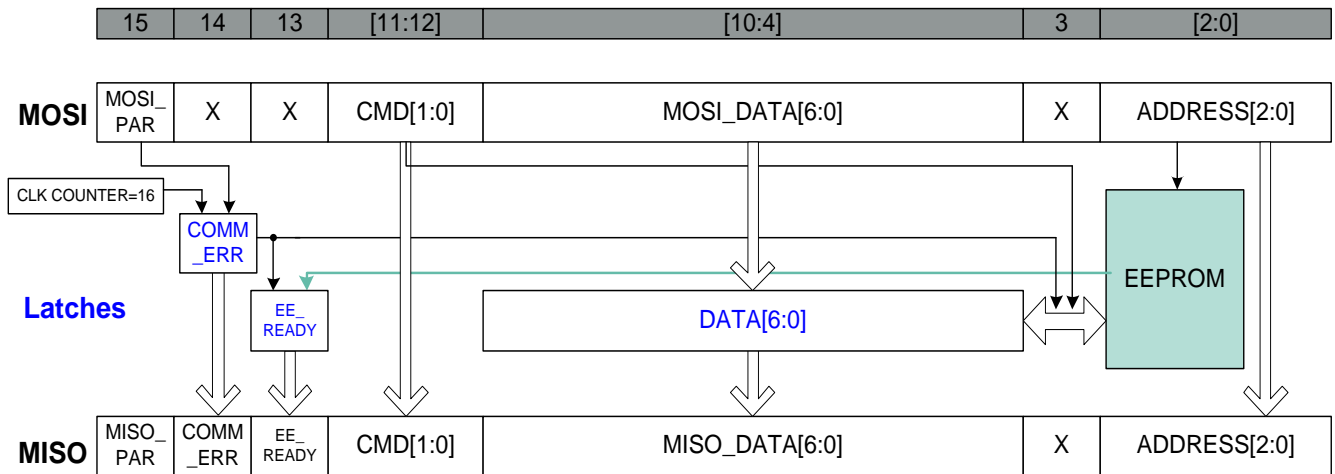 15 14 13 [11:12] [10:4] 3 [2:0]
MOSI MOSI_ X X CMD[1:0] MOSI_DATA[6:0] X ADDRESS[2:0]
PAR
CLK COUNTER=16
COMM
_ERR
EEPROM
Latches
EE_
READY
DATA[6:0]
MISO MISO_ COMM EE_ CMD[1:0] MISO_DATA[6:0] X ADDRESS[2:0]
PAR _ERR READY